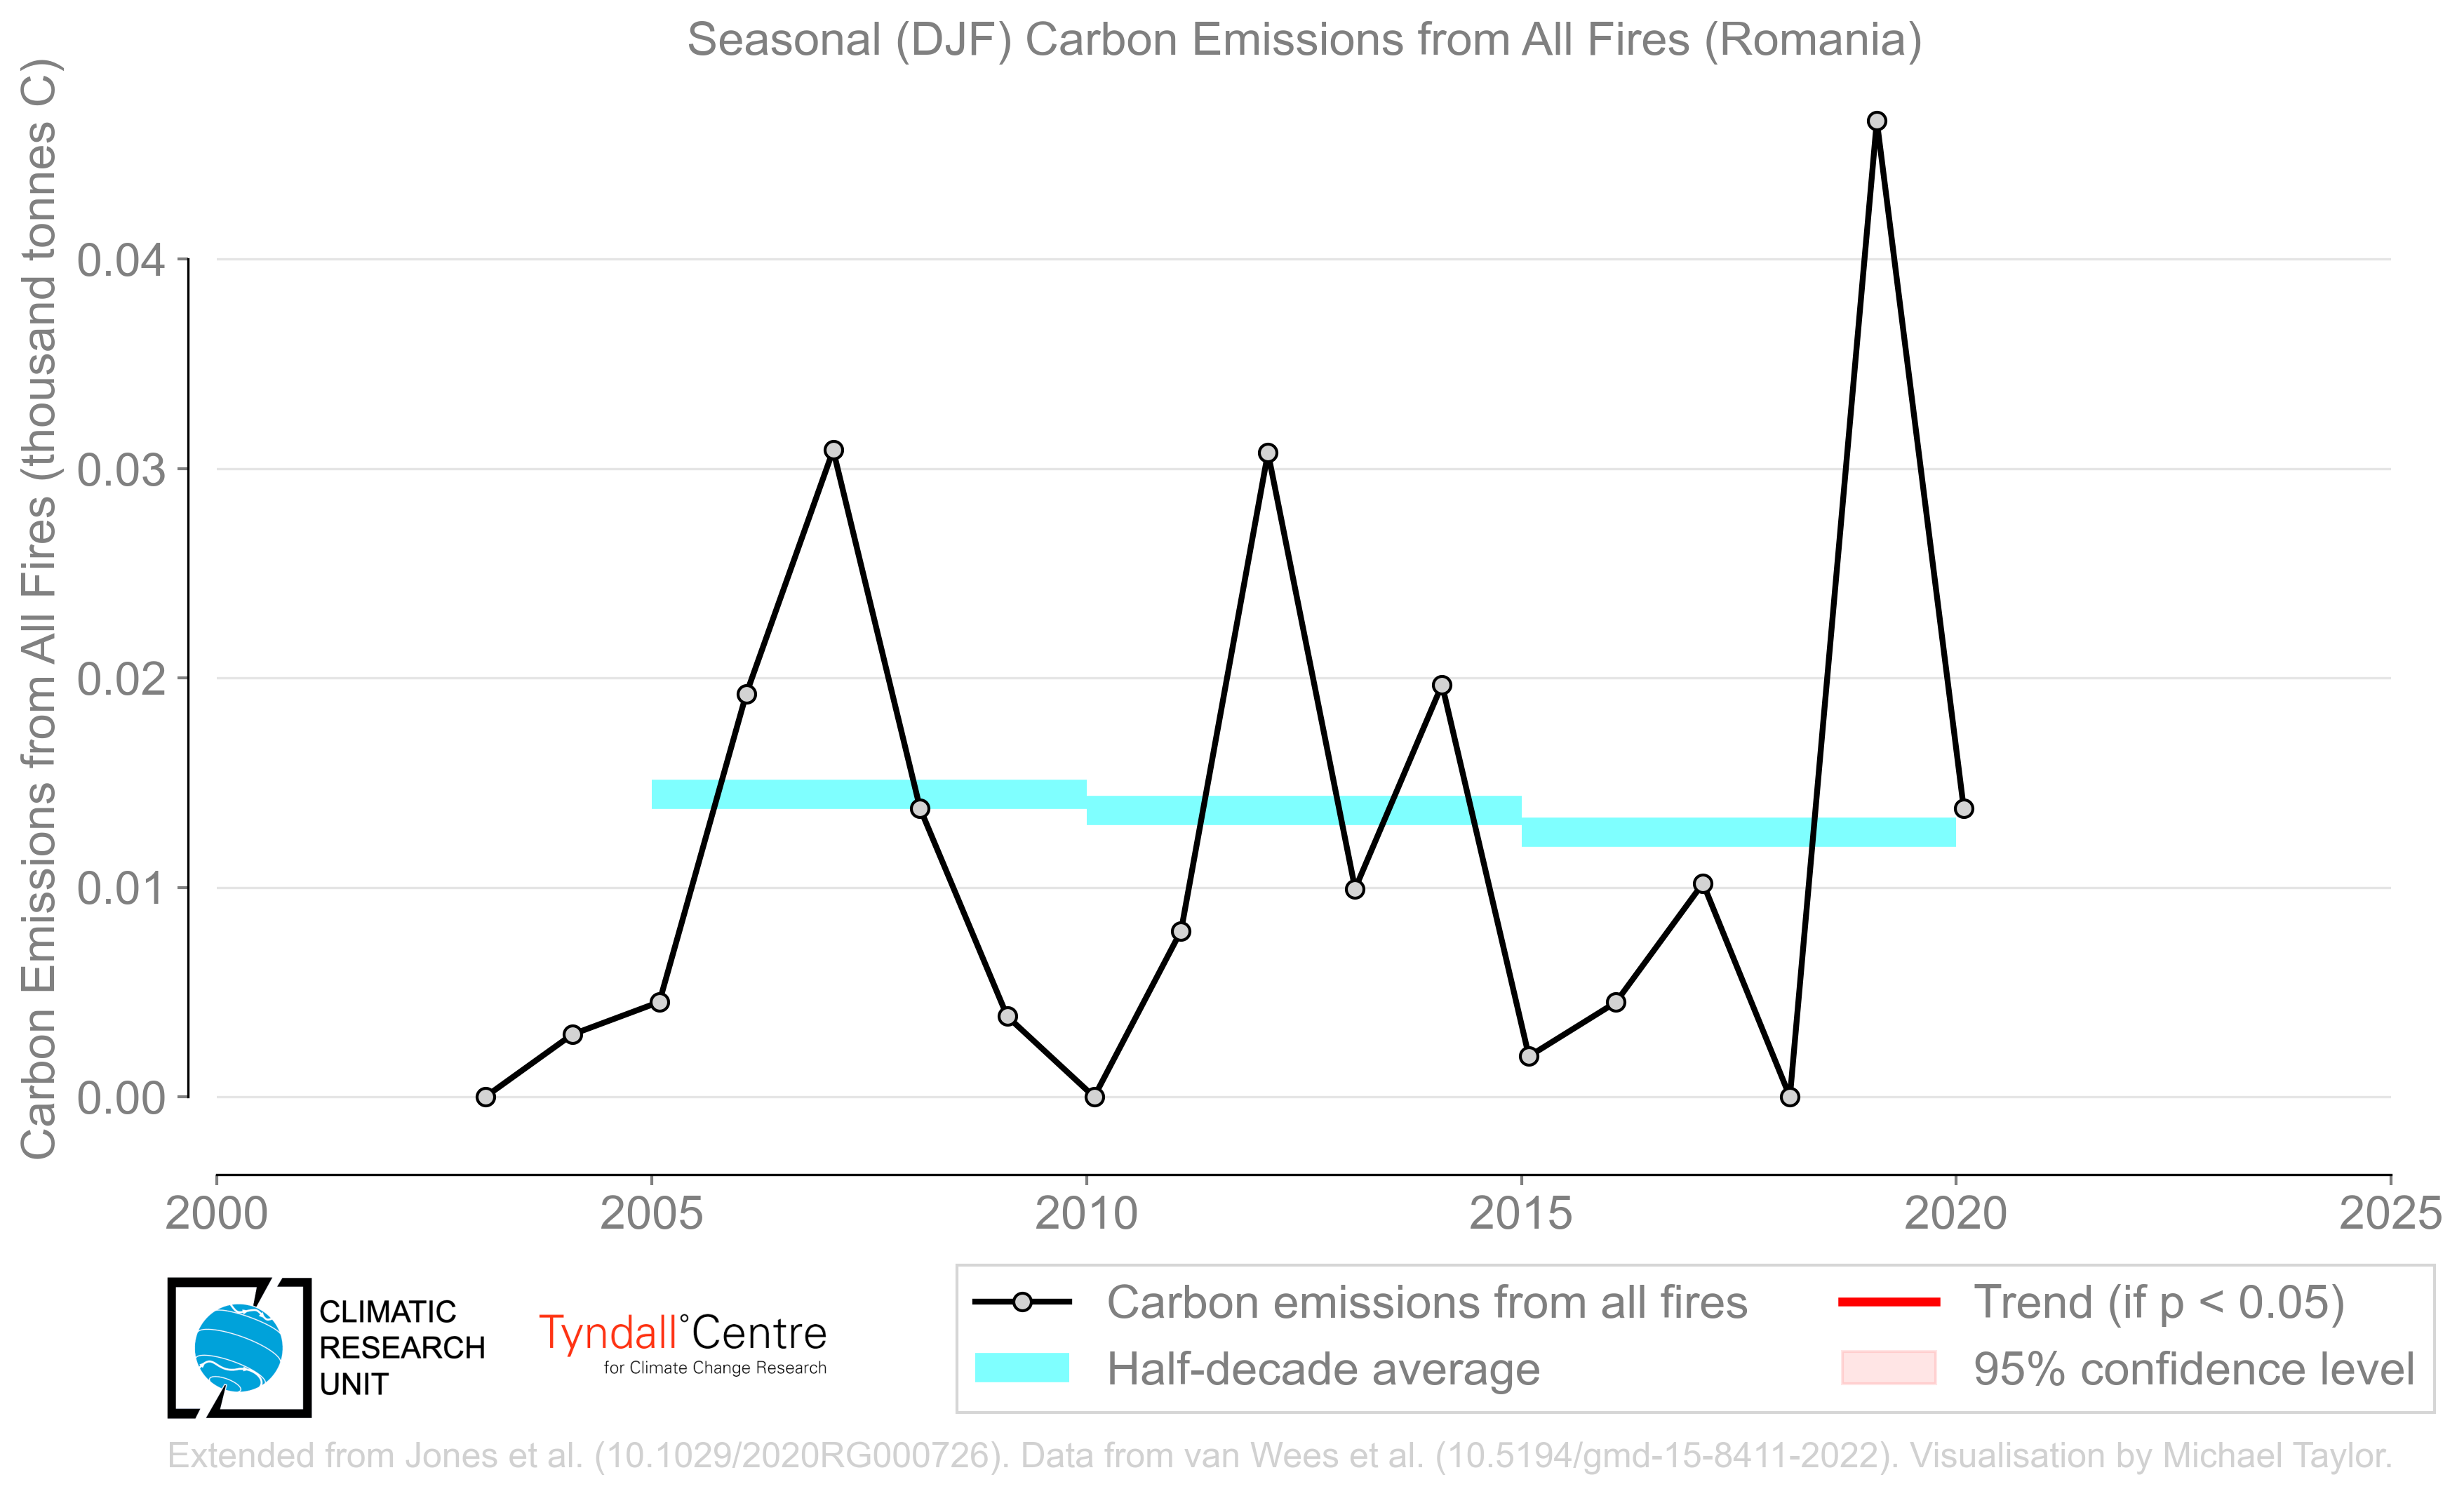 Seasonal (DJF) Carbon Emissions from All Fires (Romania)
Carbon Emissions from All Fires (thousand tonnes C)
0.04
0.03
0.02
0.01
0.00
2000 2005 2010 2015 2020 2025
CLIMATIC
RESEARCH
UNIT
Tyndall°Centre
for Climate Change Research
Carbon emissions from all fires
Half-decade average
Trend (if p < 0.05)
95% confidence level
Extended from Jones et al. (10.1029/2020RG000726). Data from van Wees et al. (10.5194/gmd-15-8411-2022). Visualisation by Michael Taylor.